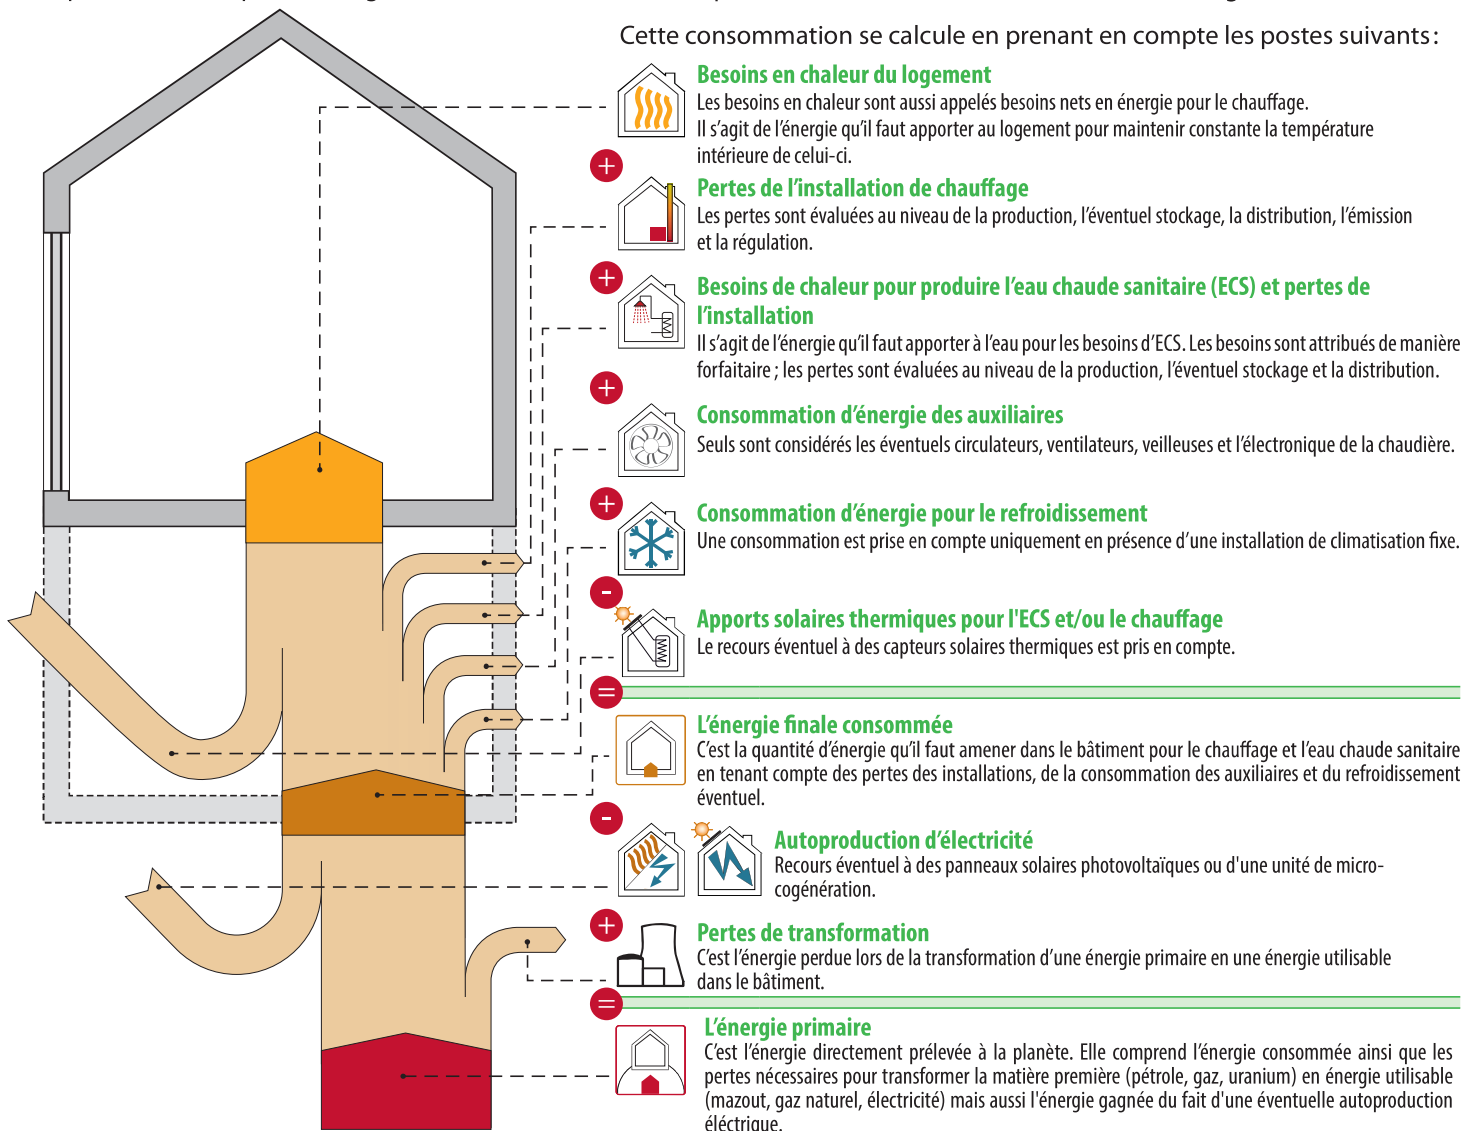 Cette consommation se calcule en prenant en compte les postes suivants :
Besoins en chaleur du logement
Les besoins en chaleur sont aussi appelés besoins nets en énergie pour le chauffage.
Il s'agit de l'énergie qu'il faut apporter au logement pour maintenir constante la température
intérieure de celui-ci.
+
Pertes de l'installation de chauffage
Les pertes sont évaluées au niveau de la production, l'éventuel stockage, la distribution, l'émission
et la régulation.
+
Besoins de chaleur pour produire l'eau chaude sanitaire (ECS) et pertes de
l'installation
Il s'agit de l'énergie qu'il faut apporter à l'eau pour les besoins d'ECS. Les besoins sont attribués de manière
forfaitaire ; les pertes sont évaluées au niveau de la production, l'éventuel stockage et la distribution.
+
Consommation d'énergie des auxiliaires
Seuls sont considérés les éventuels circulateurs, ventilateurs, veilleuses et l'électronique de la chaudière.
+
Consommation d'énergie pour le refroidissement
Une consommation est prise en compte uniquement en présence d'une installation de climatisation fixe.
-
Apports solaires thermiques pour l'ECS et/ou le chauffage
Le recours éventuel à des capteurs solaires thermiques est pris en compte.
=
L'énergie finale consommée
C'est la quantité d'énergie qu'il faut amener dans le bâtiment pour le chauffage et l'eau chaude sanitaire
en tenant compte des pertes des installations, de la consommation des auxiliaires et du refroidissement
éventuel.
-
Autoproduction d'électricité
Recours éventuel à des panneaux solaires photovoltaïques ou d'une unité de micro-
cogénération.
+
Pertes de transformation
C'est l'énergie perdue lors de la transformation d'une énergie primaire en une énergie utilisable
dans le bâtiment.
=
L'énergie primaire
C'est l'énergie directement prélevée à la planète. Elle comprend l'énergie consommée ainsi que les
pertes nécessaires pour transformer la matière première (pétrole, gaz, uranium) en énergie utilisable
(mazout, gaz naturel, électricité) mais aussi l'énergie gagnée du fait d'une éventuelle autoproduction
éléctrique.